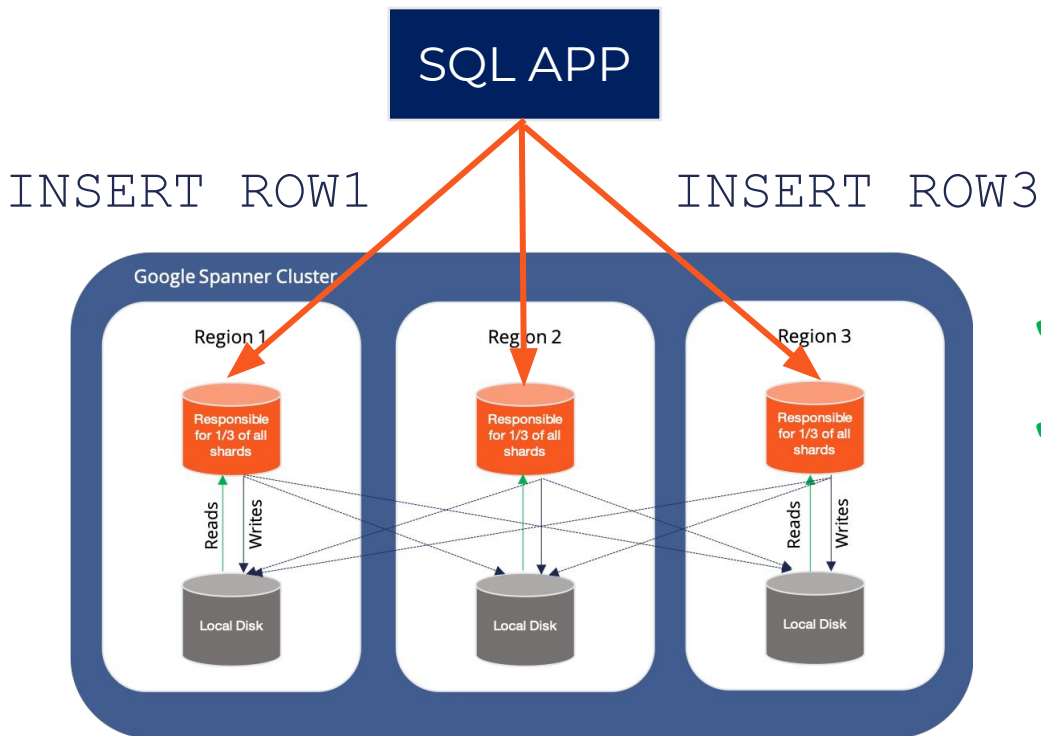 SQL APP
INSERT ROW1
INSERT ROW3
Google Spanner Cluster
Region 1
Region 2
Region 3
Responsible
for 1/3 of all
shards
Responsible
for 1/3 of all
shards
Responsible
for 1/3 of all
shards
Reads
Writes
Reads
Writes
Local Disk
Local Disk
Local Disk